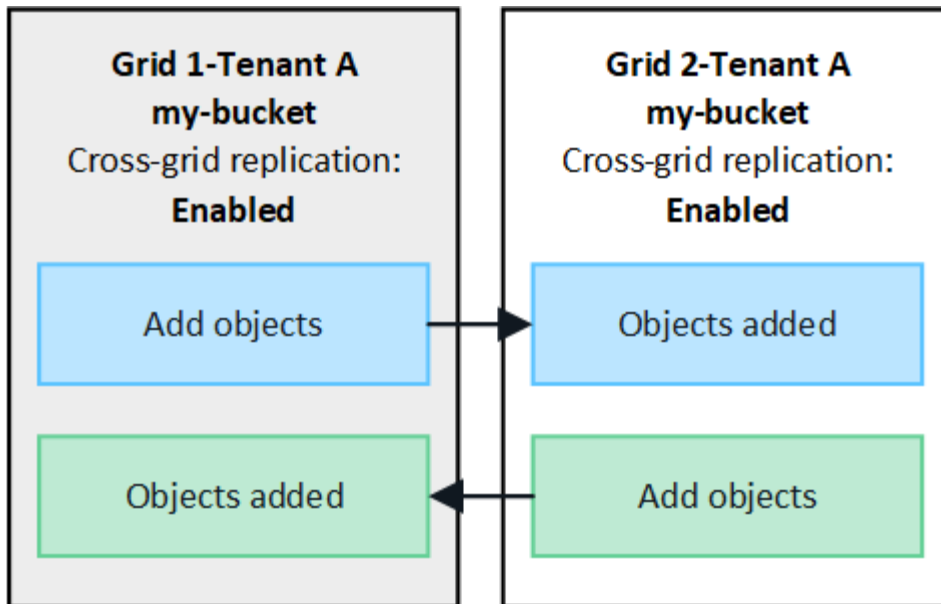 Grid 1-Tenant A
my-bucket
Cross-grid replication:
Enabled
Add objects
Objects added
Grid 2-Tenant A
my-bucket
Cross-grid replication:
Enabled
Objects added
Add objects